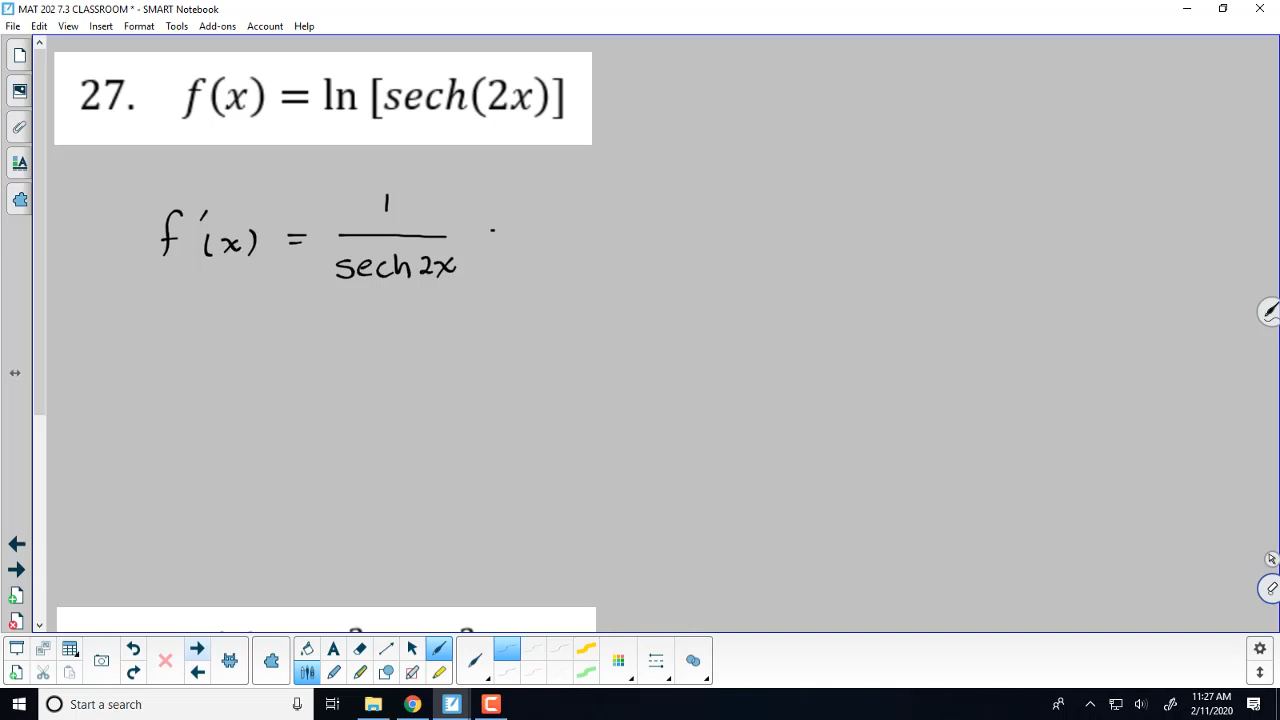 MAT 202 7.3 CLASSROOM * - SMART Notebook
File Edit View Insert Format Tools Add-ons Account Help
27. f(x) = ln [sech(2x)]
f'(x) = 1 / sech 2x ·
Start a search
11:27 AM
2/11/2020